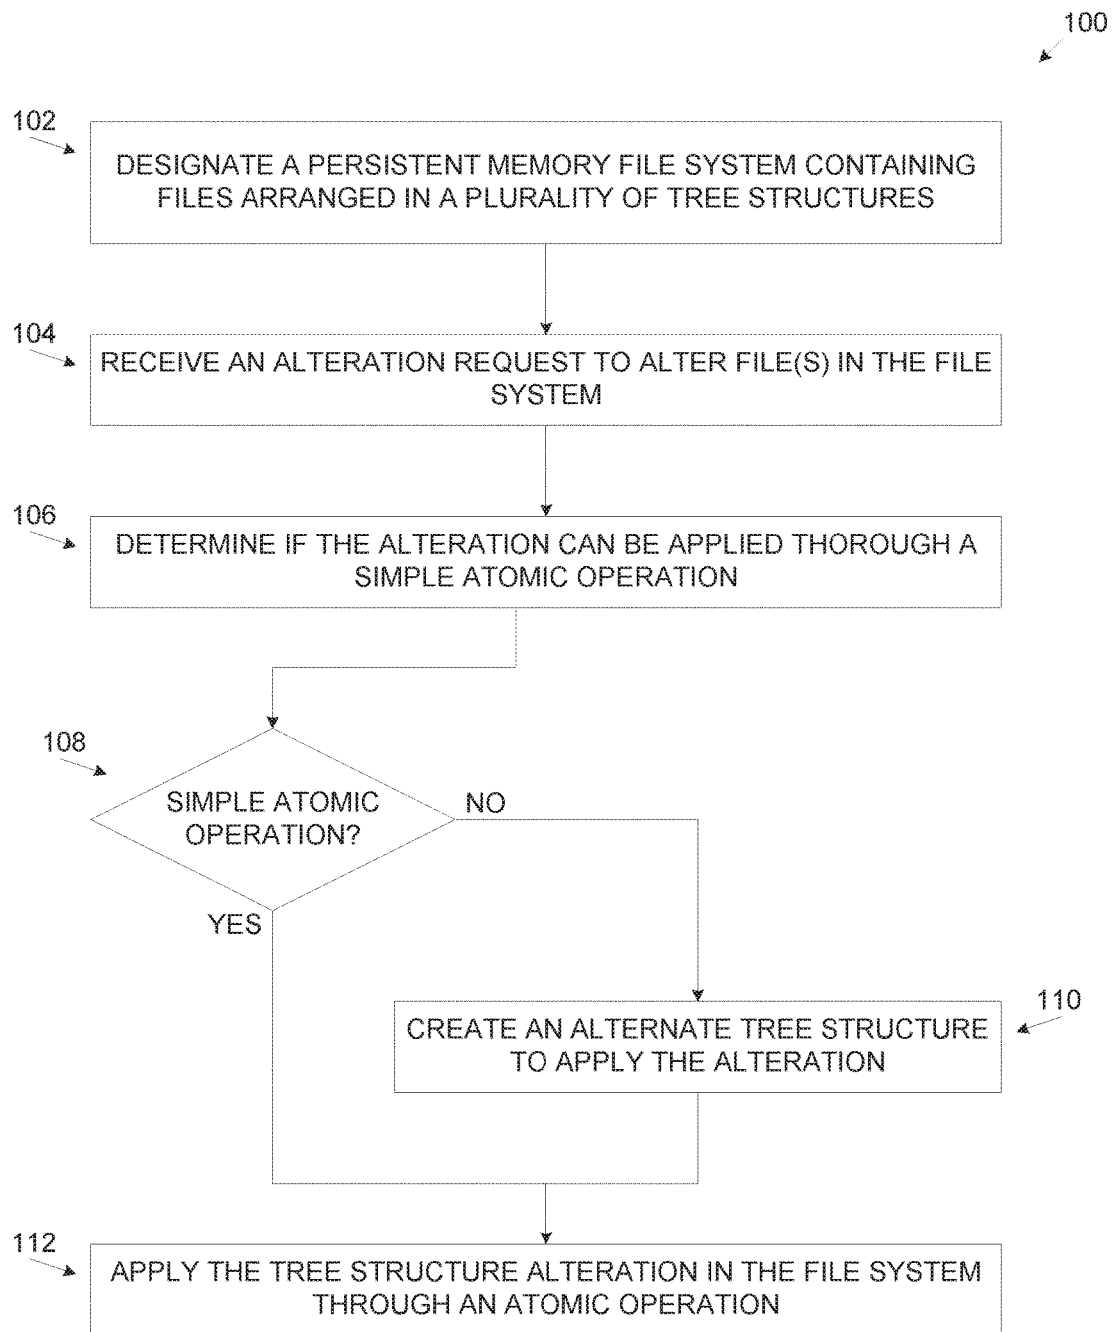 100
102
DESIGNATE A PERSISTENT MEMORY FILE SYSTEM CONTAINING
FILES ARRANGED IN A PLURALITY OF TREE STRUCTURES
104
RECEIVE AN ALTERATION REQUEST TO ALTER FILE(S) IN THE FILE
SYSTEM
106
DETERMINE IF THE ALTERATION CAN BE APPLIED THOROUGH A
SIMPLE ATOMIC OPERATION
108
SIMPLE ATOMIC
OPERATION?
NO
YES
110
CREATE AN ALTERNATE TREE STRUCTURE
TO APPLY THE ALTERATION
112
APPLY THE TREE STRUCTURE ALTERATION IN THE FILE SYSTEM
THROUGH AN ATOMIC OPERATION